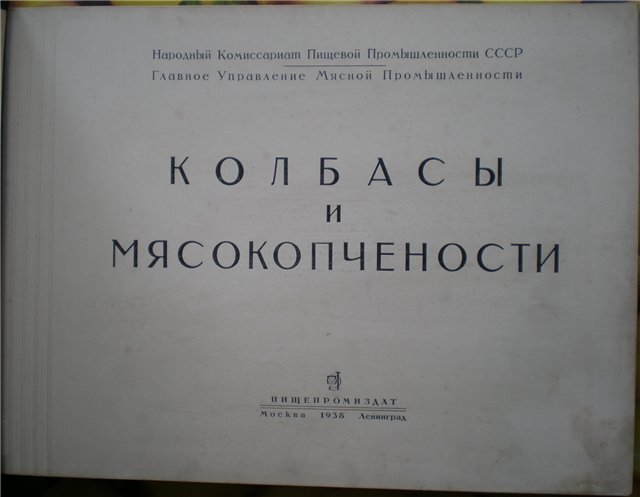 Народный Комиссариат Пищевой Промышленности СССР
Главное Управление Мясной Промышленности
КОЛБАСЫ
И
МЯСОКОПЧЕНОСТИ
ПИЩЕПРОМИЗДАТ
Москва 1938 Ленинград